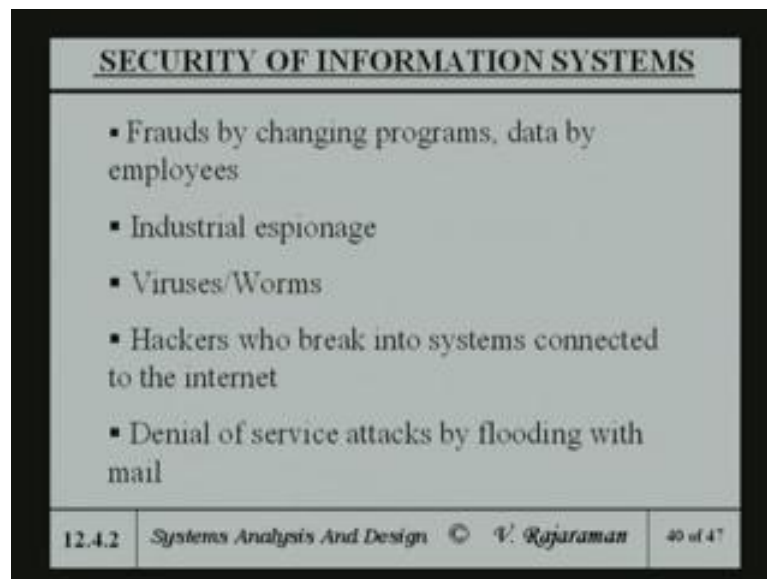 SECURITY OF INFORMATION SYSTEMS
▪ Frauds by changing programs, data by
employees
▪ Industrial espionage
▪ Viruses/Worms
▪ Hackers who break into systems connected
to the internet
▪ Denial of service attacks by flooding with
mail
12.4.2 Systems Analysis And Design © V. Rajaraman 40 of 47